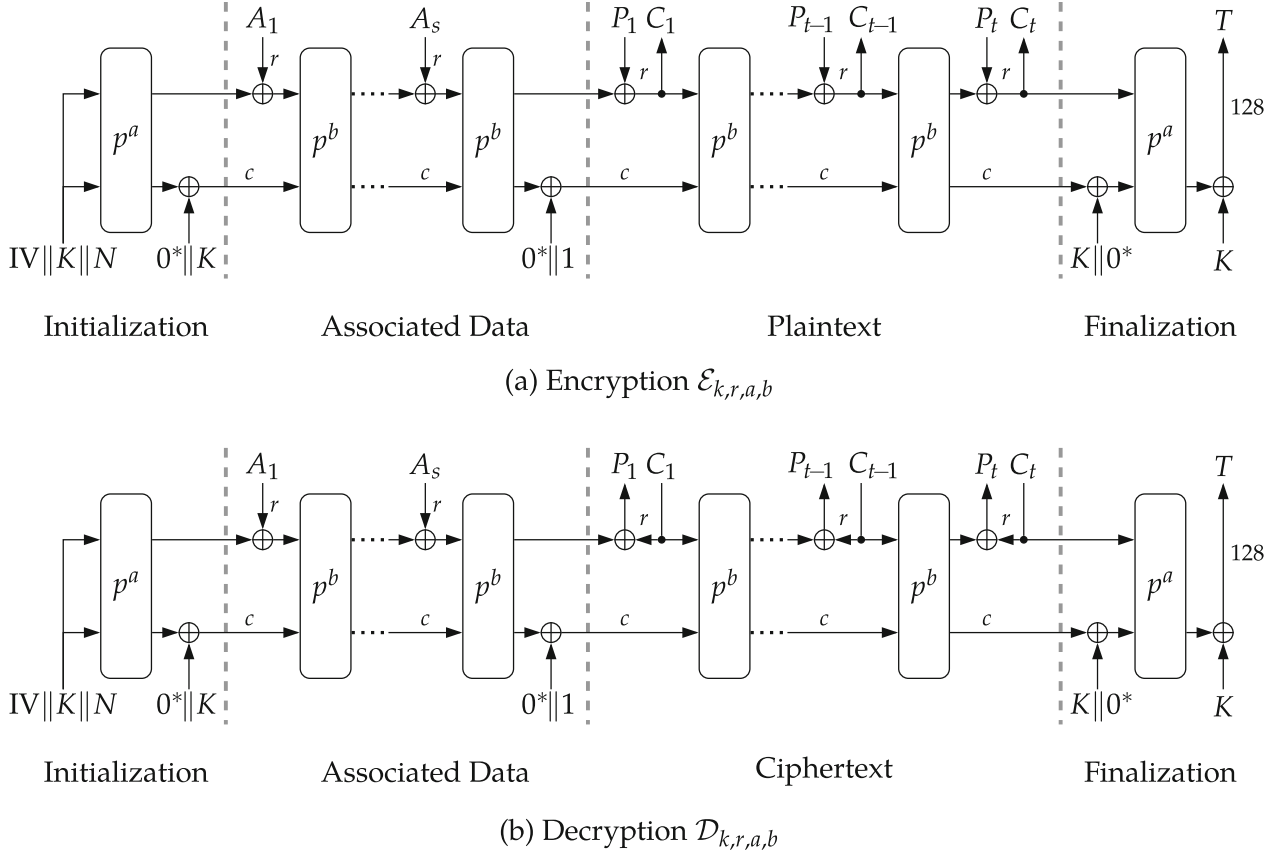 A₁ Aₛ P₁ C₁ Pₜ₋₁ Cₜ₋₁ Pₜ Cₜ T
r r r r r
pᵃ pᵇ pᵇ pᵇ pᵇ pᵃ 128
c c c c c
IV‖K‖N 0*‖K 0*‖1 K‖0* K
Initialization Associated Data Plaintext Finalization
(a) Encryption ℰₖ,ᵣ,ₐ,b
A₁ Aₛ P₁ C₁ Pₜ₋₁ Cₜ₋₁ Pₜ Cₜ T
r r r r r
pᵃ pᵇ pᵇ pᵇ pᵇ pᵃ 128
c c c c c
IV‖K‖N 0*‖K 0*‖1 K‖0* K
Initialization Associated Data Ciphertext Finalization
(b) Decryption 𝒟ₖ,ᵣ,ₐ,b